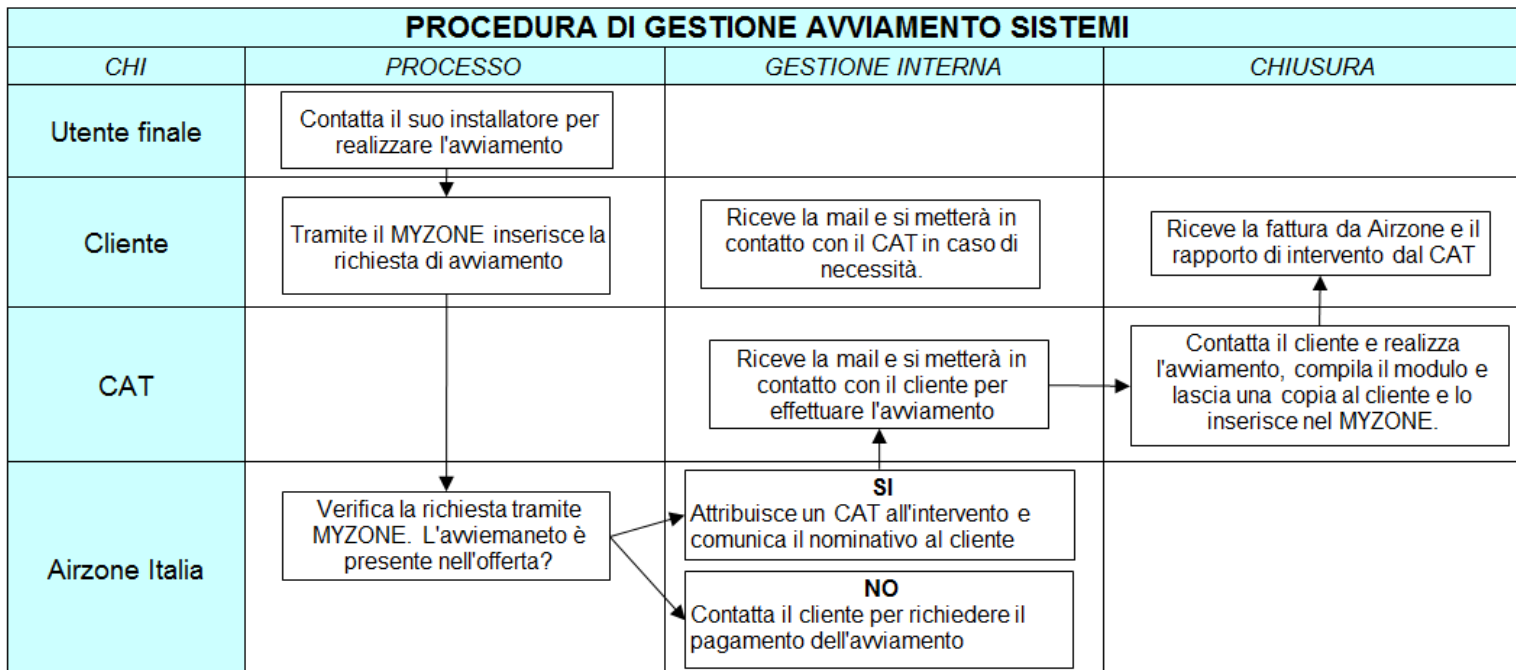 PROCEDURA DI GESTIONE AVVIAMENTO SISTEMI
CHI
PROCESSO
GESTIONE INTERNA
CHIUSURA
Utente finale
Contatta il suo installatore per
realizzare l'avviamento
Cliente
Tramite il MYZONE inserisce la
richiesta di avviamento
Riceve la mail e si metterà in
contatto con il CAT in caso di
necessità.
Riceve la fattura da Airzone e il
rapporto di intervento dal CAT
CAT
Riceve la mail e si metterà in
contatto con il cliente per
effettuare l'avviamento
Contatta il cliente e realizza
l'avviamento, compila il modulo e
lascia una copia al cliente e lo
inserisce nel MYZONE.
Airzone Italia
Verifica la richiesta tramite
MYZONE. L'avviemaneto è
presente nell'offerta?
SI
Attribuisce un CAT all'intervento e
comunica il nominativo al cliente
NO
Contatta il cliente per richiedere il
pagamento dell'avviamento